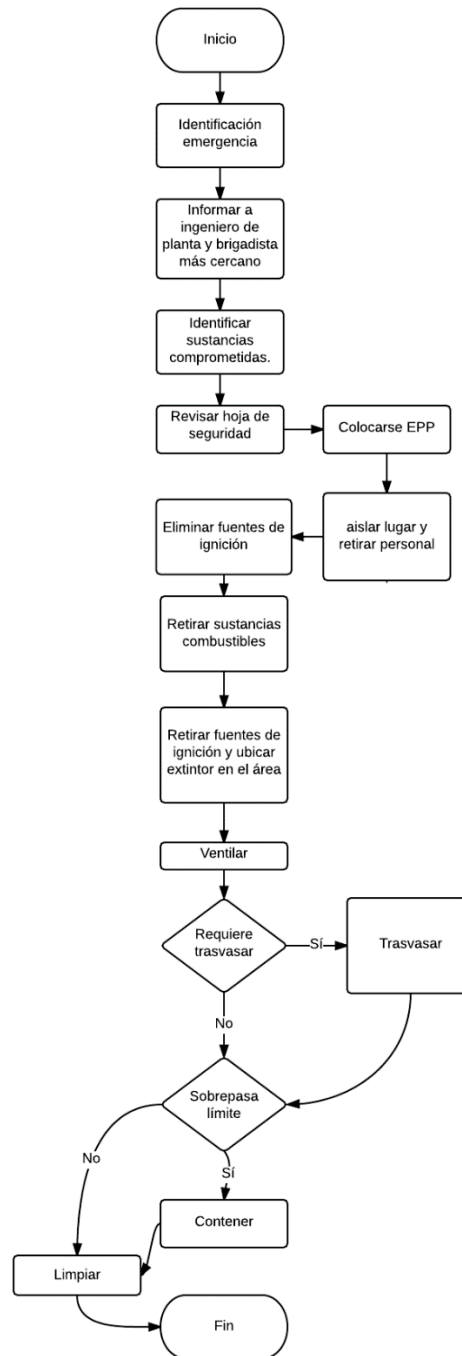 Inicio
Identificación
emergencia
Informar a
ingeniero de
planta y brigadista
más cercano
Identificar
sustancias
comprometidas.
Revisar hoja de
seguridad
Colocarse EPP
aislar lugar y
retirar personal
Eliminar fuentes de
ignición
Retirar sustancias
combustibles
Retirar fuentes de
ignición y ubicar
extintor en el área
Ventilar
Requiere
trasvasar
Sí
Trasvasar
No
Sobrepasa
límite
No
Sí
Contener
Limpiar
Fin